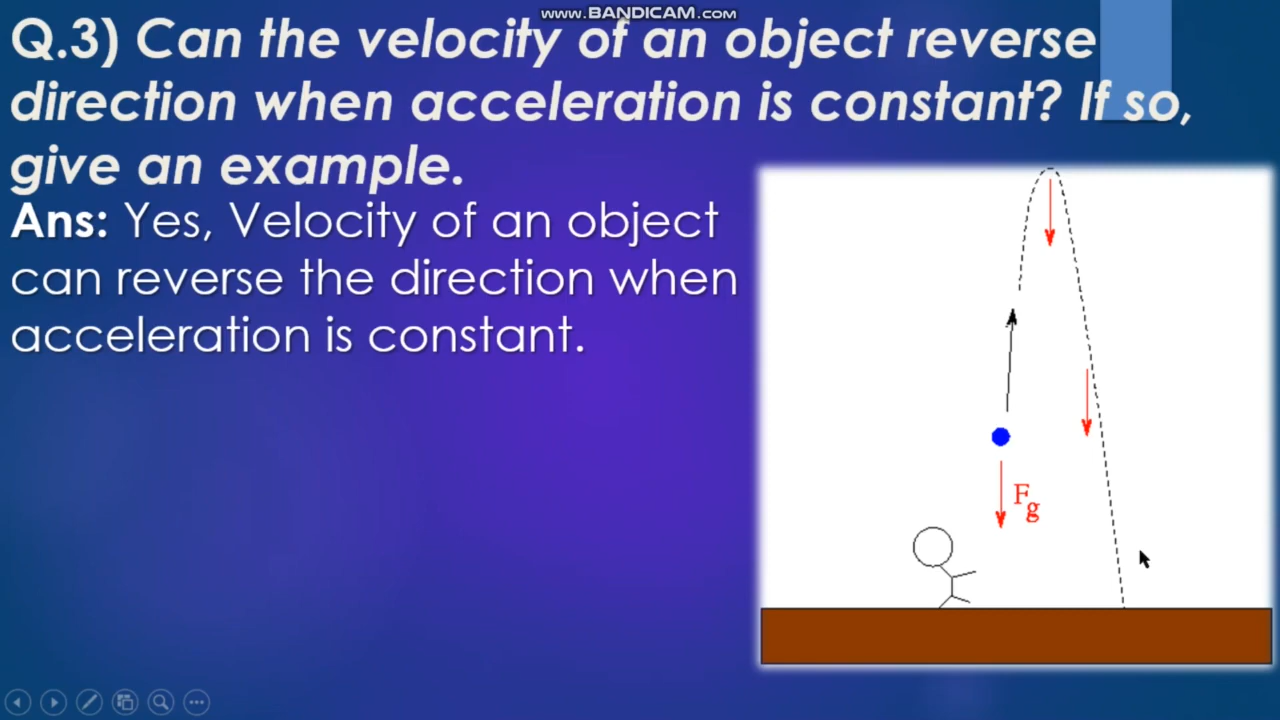 www.BANDICAM.com
Q.3) Can the velocity of an object reverse
direction when acceleration is constant? If so,
give an example.
Ans: Yes, Velocity of an object
can reverse the direction when
acceleration is constant.
Fg